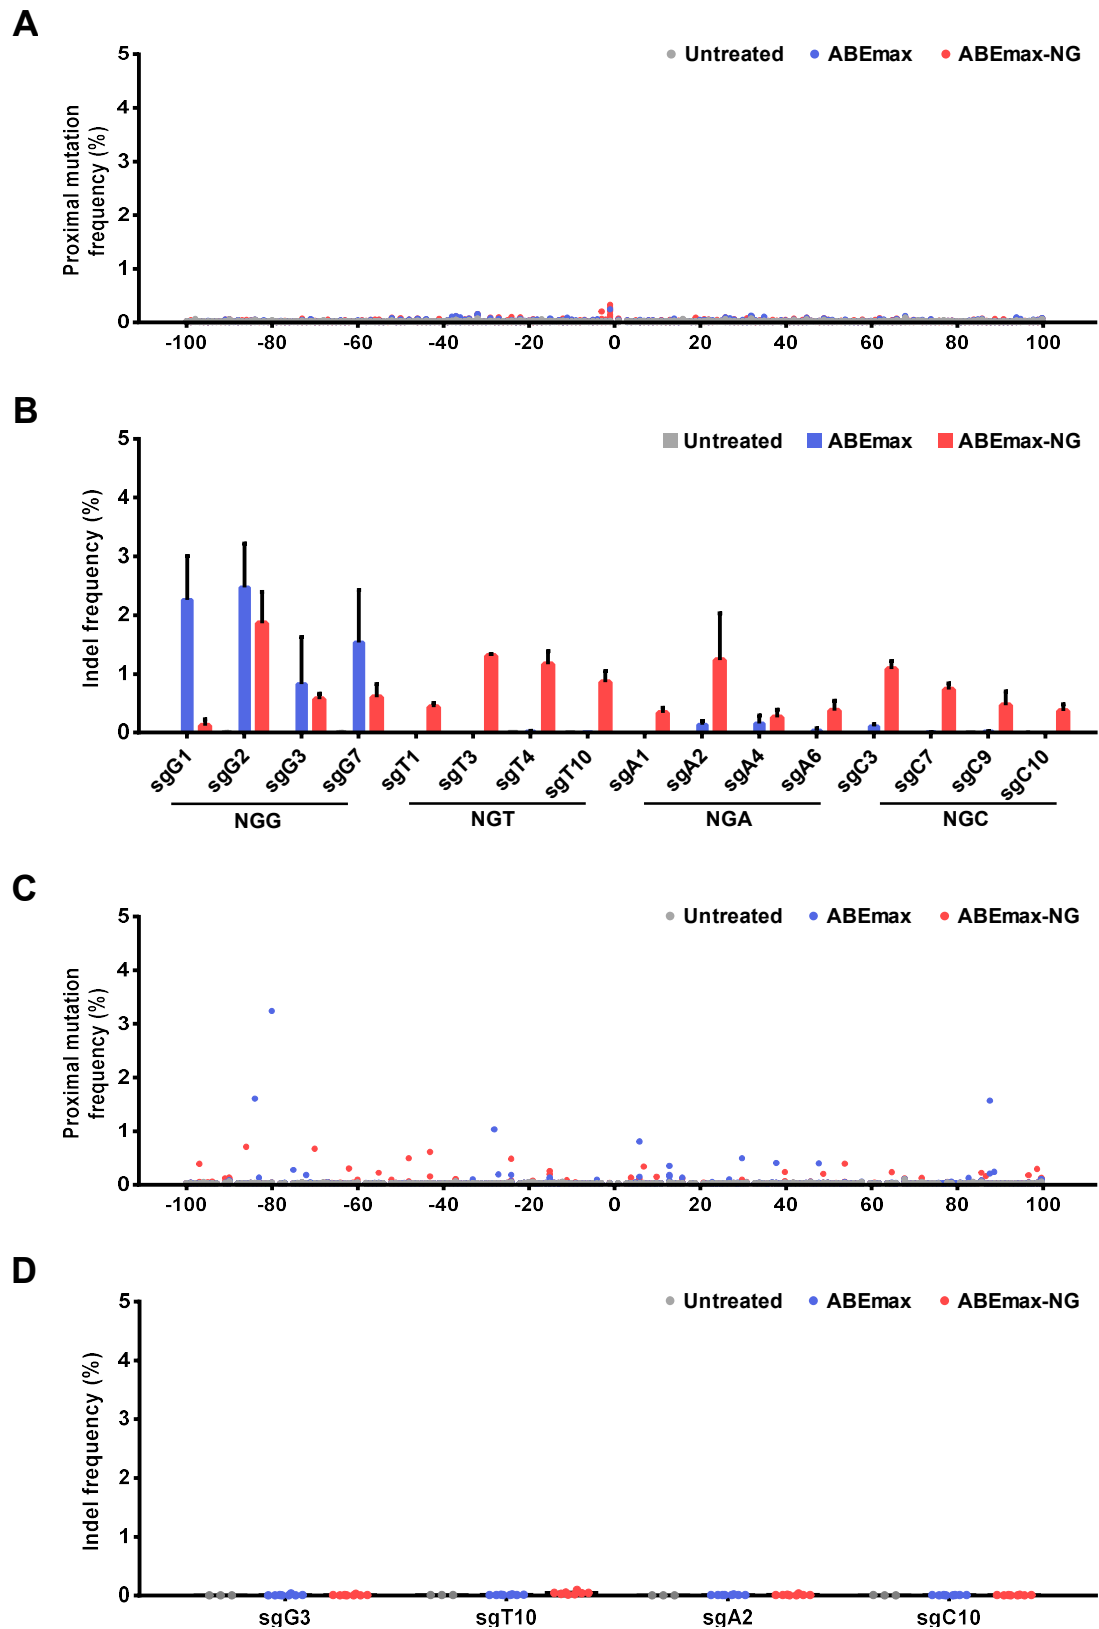 A
Untreated ABEmax ABEmax-NG
Proximal mutation
frequency (%)
5
4
3
2
1
0
-100 -80 -60 -40 -20 0 20 40 60 80 100
B
Untreated ABEmax ABEmax-NG
Indel frequency (%)
5
4
3
2
1
0
sgG1 sgG2 sgG3 sgG7 sgT1 sgT3 sgT4 sgT10 sgA1 sgA2 sgA4 sgA6 sgC3 sgC7 sgC9 sgC10
NGG NGT NGA NGC
C
Untreated ABEmax ABEmax-NG
Proximal mutation
frequency (%)
5
4
3
2
1
0
-100 -80 -60 -40 -20 0 20 40 60 80 100
D
Untreated ABEmax ABEmax-NG
Indel frequency (%)
5
4
3
2
1
0
sgG3 sgT10 sgA2 sgC10